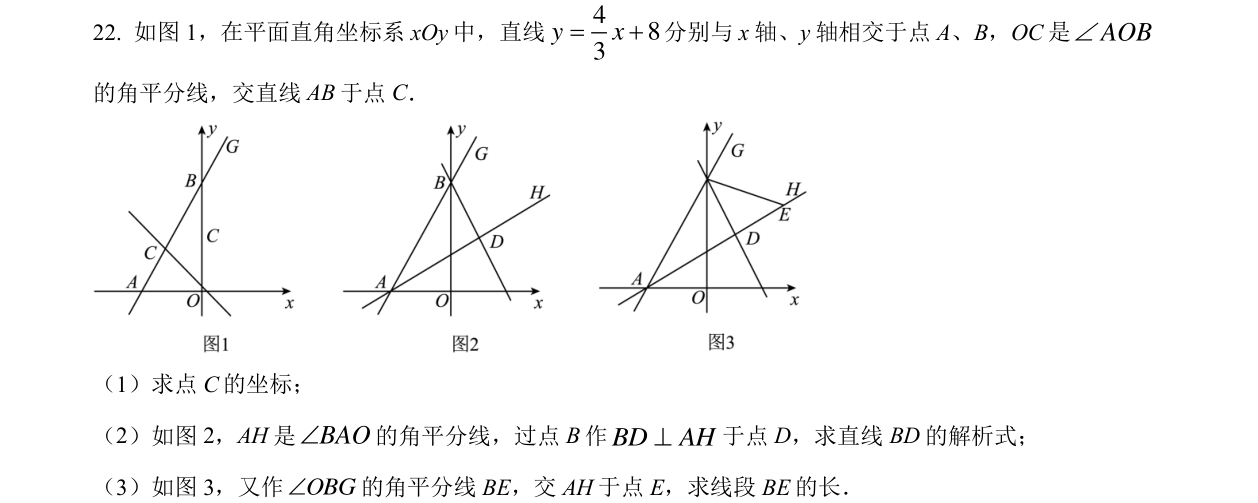 22. 如图 1，在平面直角坐标系 xOy 中，直线 y = 4/3 x + 8 分别与 x 轴、y 轴相交于点 A、B，OC 是 ∠AOB
的角平分线，交直线 AB 于点 C．
y G B C C A O x
图1
y G B H D A O x
图2
y G H E D A O x
图3
（1）求点 C 的坐标；
（2）如图 2，AH 是 ∠BAO 的角平分线，过点 B 作 BD ⊥ AH 于点 D，求直线 BD 的解析式；
（3）如图 3，又作 ∠OBG 的角平分线 BE，交 AH 于点 E，求线段 BE 的长．